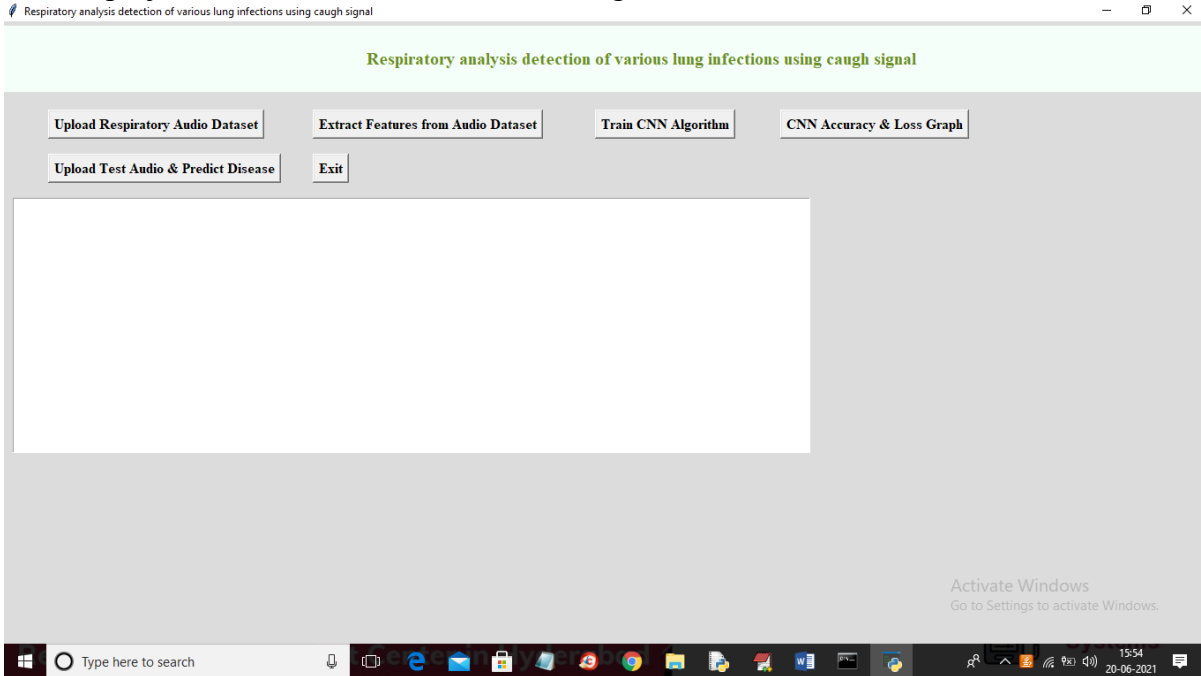 Respiratory analysis detection of various lung infections using caugh signal
Respiratory analysis detection of various lung infections using caugh signal
Upload Respiratory Audio Dataset Extract Features from Audio Dataset Train CNN Algorithm CNN Accuracy & Loss Graph
Upload Test Audio & Predict Disease Exit
Activate Windows
Go to Settings to activate Windows.
Type here to search
15:54
20-06-2021